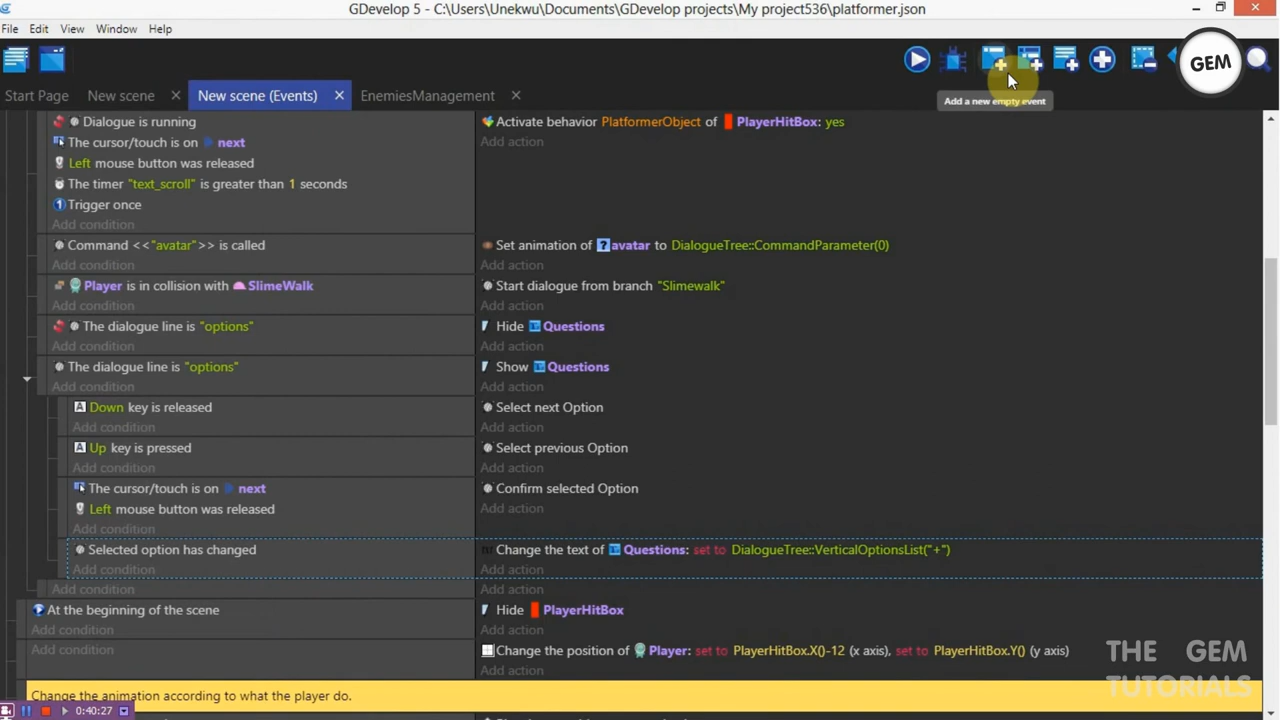 GDevelop 5 - C:\Users\Unekwu\Documents\GDevelop projects\My project536\platformer.json
File Edit View Window Help
GEM
Start Page New scene × New scene (Events) × EnemiesManagement ×
Add a new empty event
Dialogue is running Activate behavior PlatformerObject of PlayerHitBox: yes
The cursor/touch is on next Add action
Left mouse button was released
The timer "text_scroll" is greater than 1 seconds
Trigger once
Add condition
Command <<"avatar">> is called Set animation of avatar to DialogueTree::CommandParameter(0)
Add condition Add action
Player is in collision with SlimeWalk Start dialogue from branch "Slimewalk"
Add condition Add action
The dialogue line is "options" Hide Questions
Add condition Add action
The dialogue line is "options" Show Questions
Add condition Add action
Down key is released Select next Option
Add condition Add action
Up key is pressed Select previous Option
Add condition Add action
The cursor/touch is on next Confirm selected Option
Left mouse button was released Add action
Add condition
Selected option has changed Change the text of Questions: set to DialogueTree::VerticalOptionsList("+")
Add condition Add action
Add condition Add action
At the beginning of the scene Hide PlayerHitBox
Add condition Add action
Add condition Change the position of Player: set to PlayerHitBox.X()-12 (x axis), set to PlayerHitBox.Y() (y axis)
Add action
THE GEM
TUTORIALS
Change the animation according to what the player do.
0:40:27